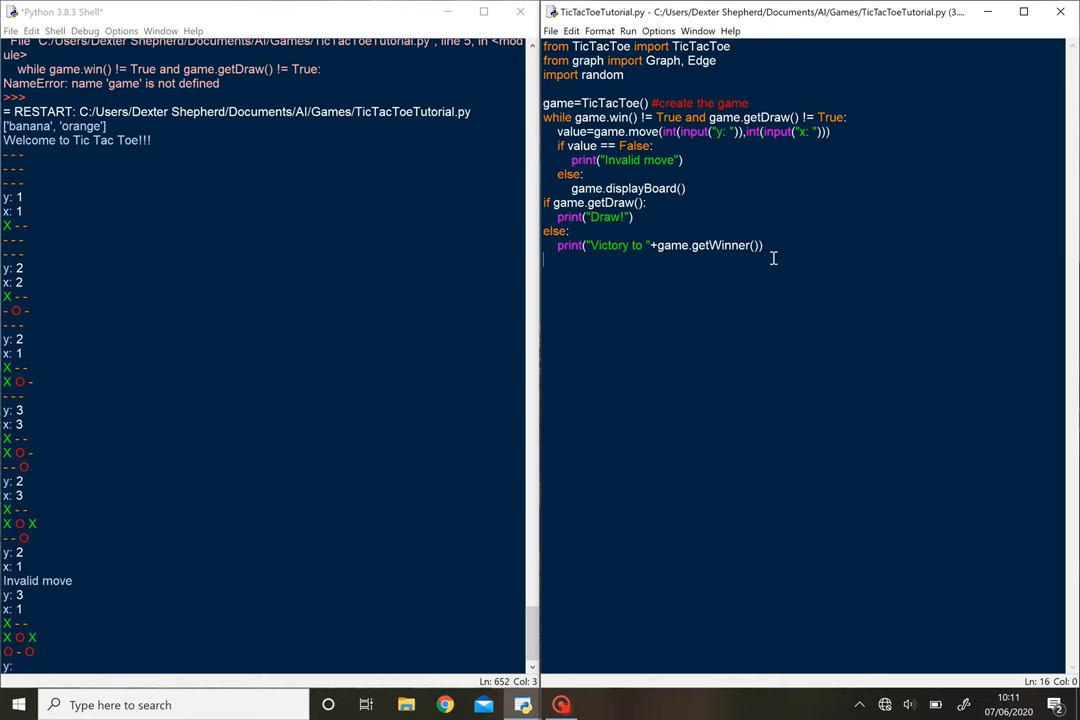 *Python 3.8.3 Shell*
File Edit Shell Debug Options Window Help
File "C:/Users/Dexter Shepherd/Documents/AI/Games/TicTacToeTutorial.py", line 5, in <mod
ule>
while game.win() != True and game.getDraw() != True:
NameError: name 'game' is not defined
>>>
= RESTART: C:/Users/Dexter Shepherd/Documents/AI/Games/TicTacToeTutorial.py
['banana', 'orange']
Welcome to Tic Tac Toe!!!
- - -
- - -
- - -
y: 1
x: 1
X - -
- - -
- - -
y: 2
x: 2
X - -
- O -
- - -
y: 2
x: 1
X - -
X O -
- - -
y: 3
x: 3
X - -
X O -
- - O
y: 2
x: 3
X - -
X O X
- - O
y: 2
x: 1
Invalid move
y: 3
x: 1
X - -
X O X
O - O
y:
Ln: 652 Col: 3
TicTacToeTutorial.py - C:/Users/Dexter Shepherd/Documents/AI/Games/TicTacToeTutorial.py (3....
File Edit Format Run Options Window Help
from TicTacToe import TicTacToe
from graph import Graph, Edge
import random
game=TicTacToe() #create the game
while game.win() != True and game.getDraw() != True:
value=game.move(int(input("y: ")),int(input("x: ")))
if value == False:
print("Invalid move")
else:
game.displayBoard()
if game.getDraw():
print("Draw!")
else:
print("Victory to "+game.getWinner())
Ln: 16 Col: 0
Type here to search
10:11
07/06/2020
2